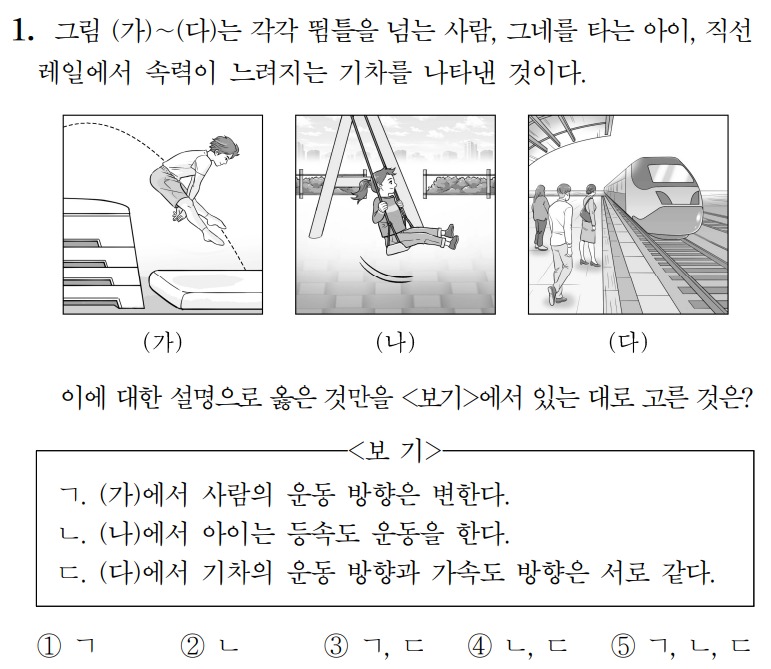 1. 그림 (가)~(다)는 각각 뜀틀을 넘는 사람, 그네를 타는 아이, 직선
레일에서 속력이 느려지는 기차를 나타낸 것이다.
(가) (나) (다)
이에 대한 설명으로 옳은 것만을 <보기>에서 있는 대로 고른 것은?
<보 기>
ㄱ. (가)에서 사람의 운동 방향은 변한다.
ㄴ. (나)에서 아이는 등속도 운동을 한다.
ㄷ. (다)에서 기차의 운동 방향과 가속도 방향은 서로 같다.
① ㄱ ② ㄴ ③ ㄱ, ㄷ ④ ㄴ, ㄷ ⑤ ㄱ, ㄴ, ㄷ